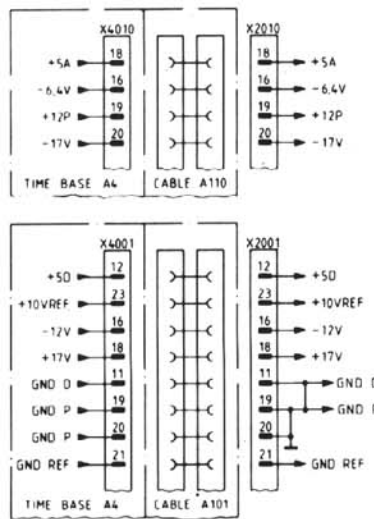 X4010 X2010
+5A 18 18 +5A
-6,4V 16 16 -6,4V
+12P 19 19 +12P
-17V 20 20 -17V
TIME BASE A4 CABLE A110
X4001 X2001
+5D 12 12 +5D
+10VREF 23 23 +10VREF
-12V 16 16 -12V
+17V 18 18 +17V
GND D 11 11 GND
GND P 19 19 GND
GND P 20 20
GND REF 21 21 GND REF
TIME BASE A4 CABLE A101